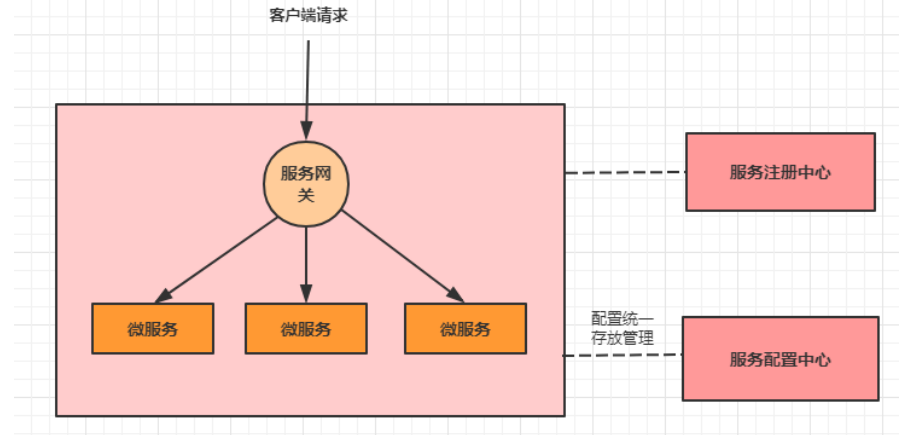 客户端请求
服务网
关
服务注册中心
微服务
微服务
微服务
配置统一
存放管理
服务配置中心